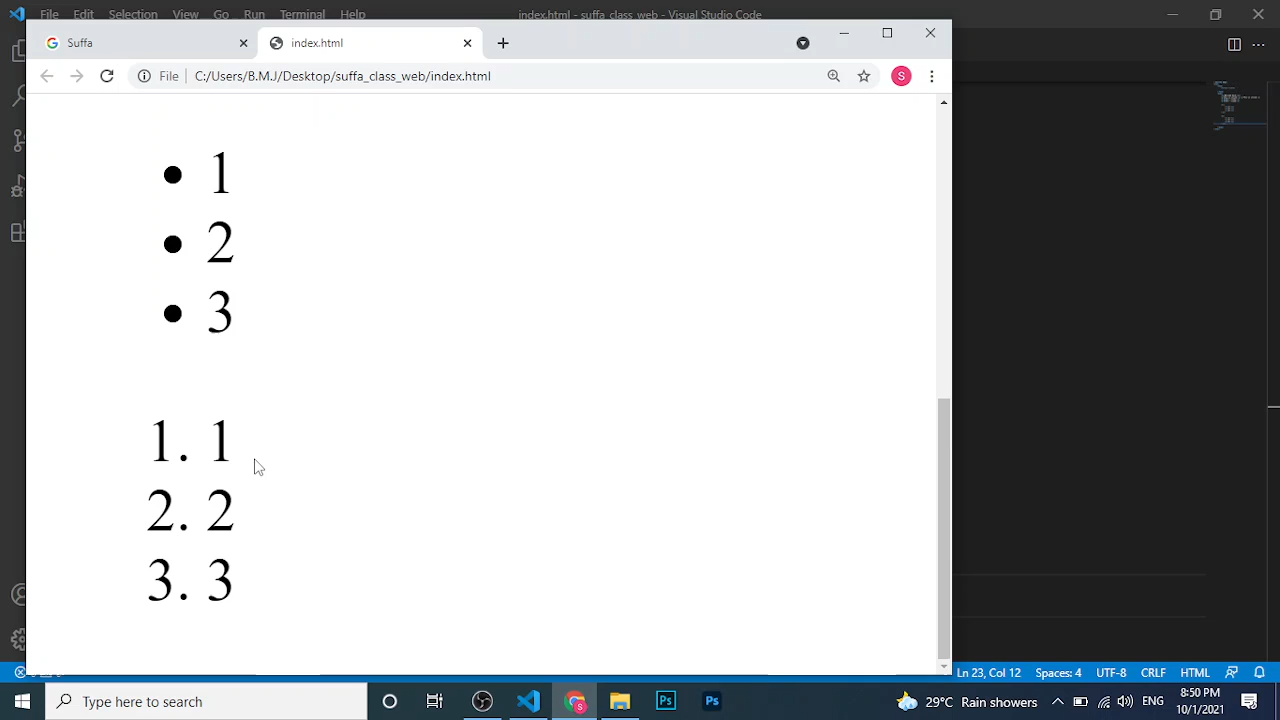 File Edit Selection View Go Run Terminal Help index.html - suffa_class_web - Visual Studio Code
Suffa index.html
File C:/Users/B.M.J/Desktop/suffa_class_web/index.html S
• 1
• 2
• 3
1. 1
2. 2
3. 3
Ln 23, Col 12 Spaces: 4 UTF-8 CRLF HTML
Type here to search S Ps Ps 29°C Rain showers ENG 8:50 PM
10/1/2021